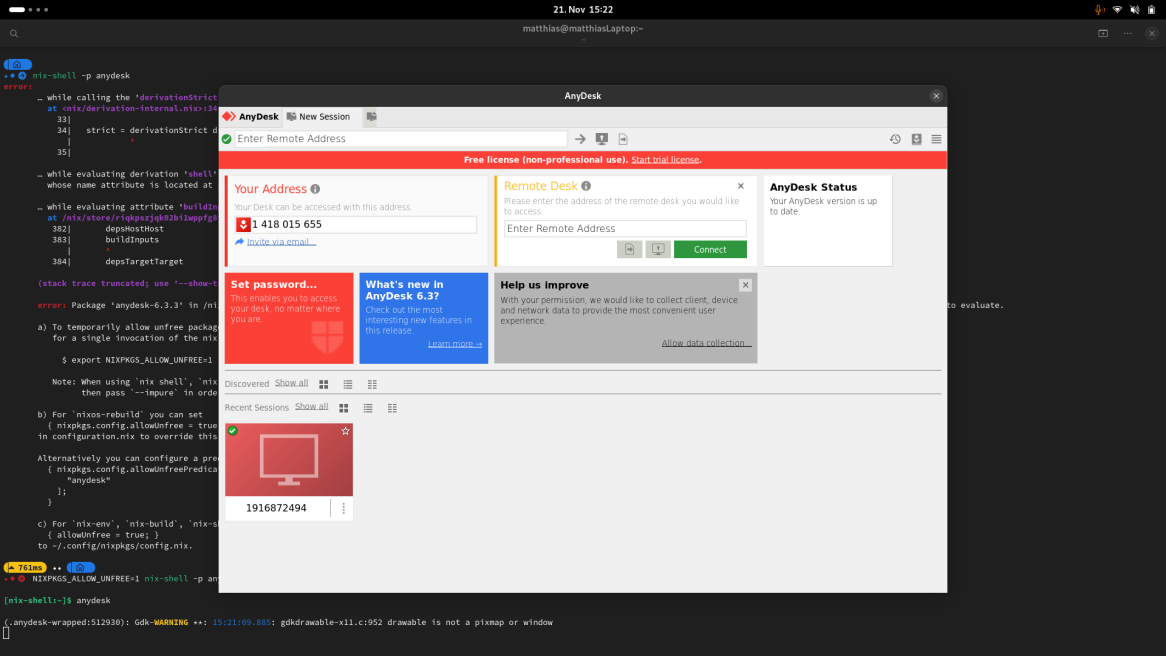 21. Nov 15:22
matthias@matthiasLaptop:~
nix-shell -p anydesk
error:
… while calling the 'derivationStrict
at <nix/derivation-internal.nix>:34
33|
34| strict = derivationStrict d
| ^
35|
… while evaluating derivation 'shell'
whose name attribute is located at
… while evaluating attribute 'buildIn
at /nix/store/riqkpszjqk02bi1wppfg8
382| depsHostHost
383| buildInputs
| ^
384| depsTargetTarget
(stack trace truncated; use '--show-t
error: Package ‘anydesk-6.3.3’ in /ni
to evaluate.
a) To temporarily allow unfree packag
for a single invocation of the nix
$ export NIXPKGS_ALLOW_UNFREE=1
Note: When using `nix shell`, `nix
then pass `--impure` in orde
b) For `nixos-rebuild` you can set
{ nixpkgs.config.allowUnfree = true
in configuration.nix to override this
Alternatively you can configure a pre
{ nixpkgs.config.allowUnfreePredica
"anydesk"
];
}
c) For `nix-env`, `nix-build`, `nix-s
{ allowUnfree = true; }
to ~/.config/nixpkgs/config.nix.
761ms
NIXPKGS_ALLOW_UNFREE=1 nix-shell -p an
[nix-shell:~]$ anydesk
(.anydesk-wrapped:512930): Gdk-WARNING **: 15:21:09.885: gdkdrawable-x11.c:952 drawable is not a pixmap or window
AnyDesk
AnyDesk New Session
Enter Remote Address
Free license (non-professional use). Start trial license.
Your Address
Your Desk can be accessed with this address.
1 418 015 655
Invite via email...
Remote Desk
Please enter the address of the remote desk you would like
to access.
Enter Remote Address
Connect
AnyDesk Status
Your AnyDesk version is up
to date.
Set password...
This enables you to access
your desk, no matter where
you are.
What's new in
AnyDesk 6.3?
Check out the most
interesting new features in
this release.
Learn more →
Help us improve
With your permission, we would like to collect client, device
and network data to provide the most convenient user
experience.
Allow data collection...
Discovered Show all
Recent Sessions Show all
1916872494